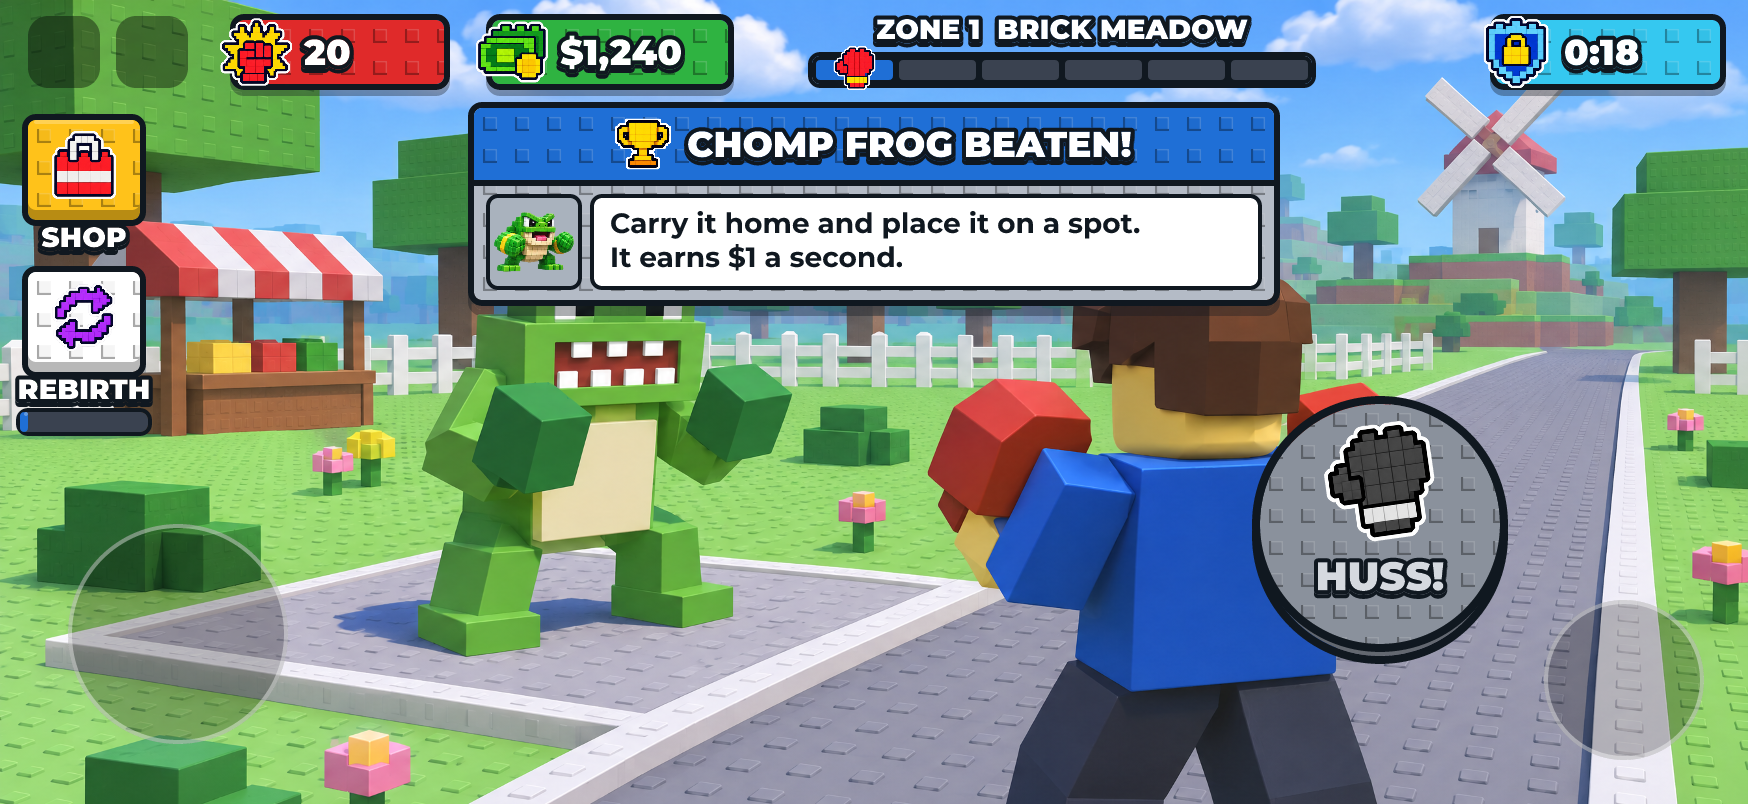 20
$1,240
ZONE 1 BRICK MEADOW
0:18
SHOP
REBIRTH
CHOMP FROG BEATEN!
Carry it home and place it on a spot.
It earns $1 a second.
HUSS!